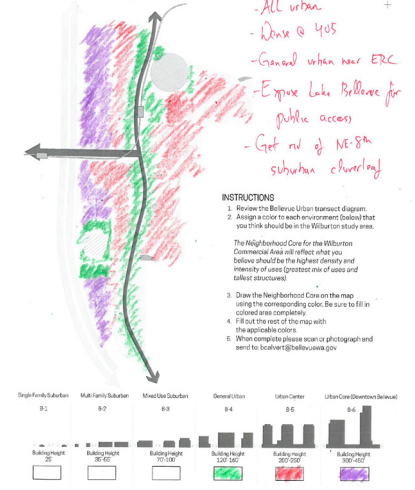 - All urban
- Dense @ 405
- General urban near ERC
- Expose Lake Bellevue for
public access
- Get rid of NE 8th
suburban cloverleaf
INSTRUCTIONS
1. Review the Bellevue Urban transect diagram.
2. Assign a color to each environment (below) that
you think should be in the Wilburton study area.
The Neighborhood Core for the Wilburton
Commercial Area will reflect what you
believe should be the highest density and
intensity of uses (greatest mix of uses and
tallest structures).
3. Draw the Neighborhood Core on the map
using the corresponding color. Be sure to fill in
colored area completely.
4. Fill out the rest of the map with
the applicable colors.
5. When complete please scan or photograph and
send to: bcalvert@bellevuewa.gov
Single Family Suburban Multi Family Suburban Mixed Use Suburban General Urban Urban Center Urban Core (Downtown Bellevue)
B-1 B-2 B-3 B-4 B-5 B-6
Building Height Building Height Building Height Building Height Building Height Building Height
25' 35'-55' 70'-100' 120'-160' 200'-250' 300'-450'